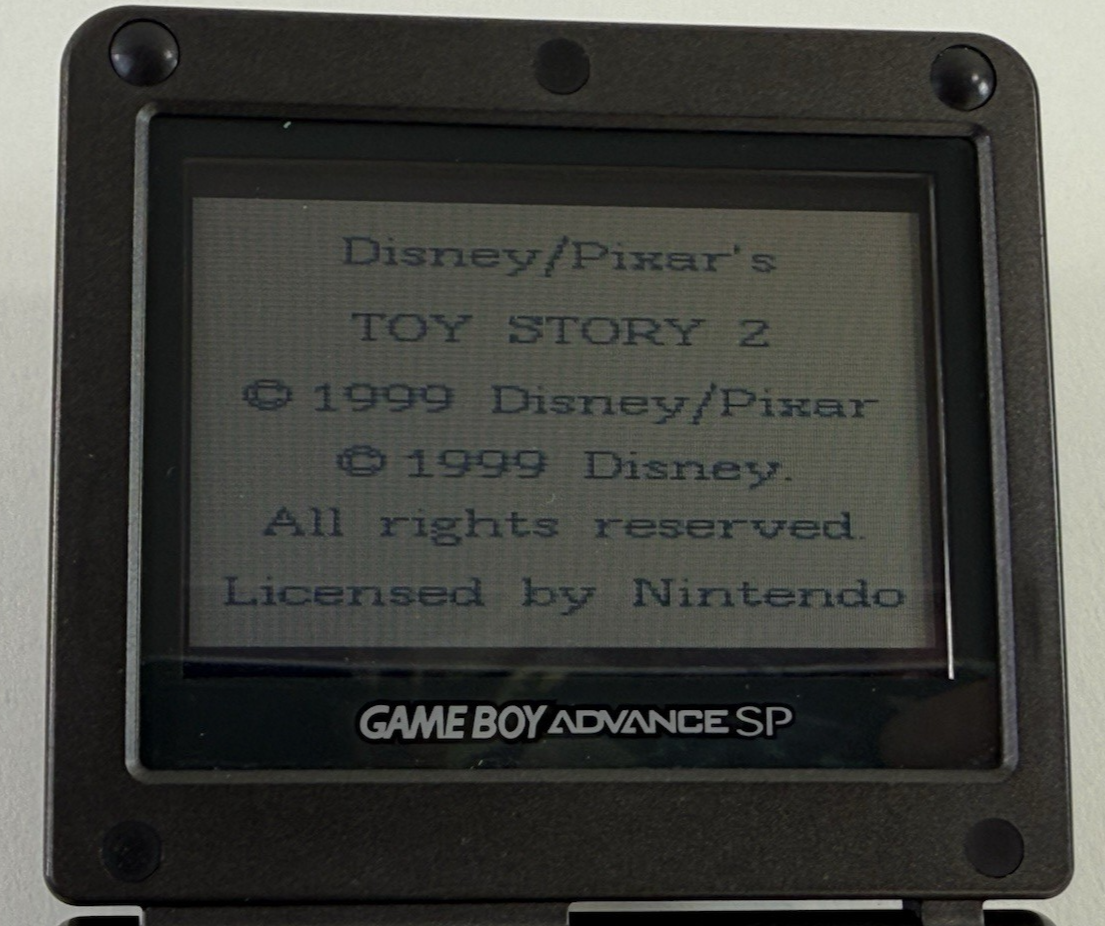 Disney/Pixar's
TOY STORY 2
© 1999 Disney/Pixar
© 1999 Disney.
All rights reserved.
Licensed by Nintendo
GAME BOY ADVANCE SP